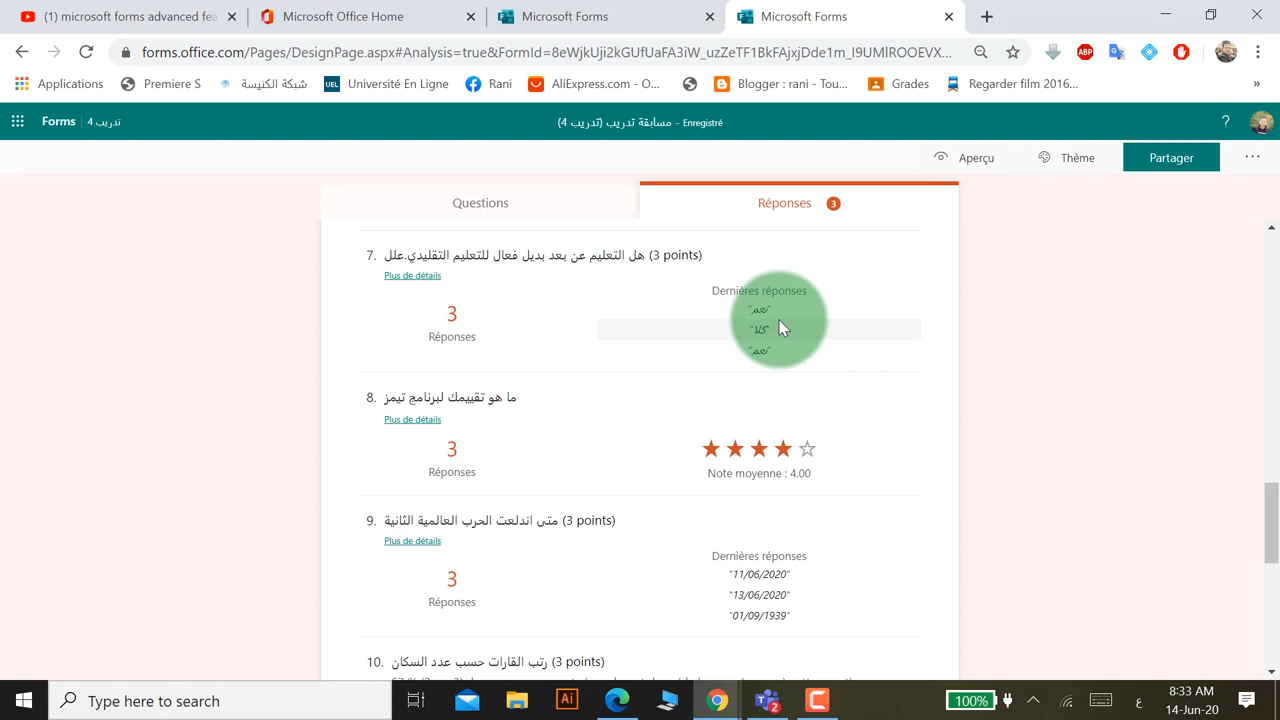 (1) microsoft forms advanced fea
Microsoft Office Home
Microsoft Forms
Microsoft Forms
forms.office.com/Pages/DesignPage.aspx#Analysis=true&FormId=8eWjkUji2kGUfUaFA3iW_uzZeTF1BkFAjxjDde1m_I9UMlROOEVX...
Applications
Premiere S
شبكة الكنيسة
Université En Ligne
Rani
AliExpress.com - O...
Blogger : rani - Tou...
Grades
Regarder film 2016...
»
Forms
تدريب 4
مسابقة تدريب (تدريب 4) - Enregistré
?
Aperçu
Thème
Partager
Questions
Réponses 3
7. هل التعليم عن بعد بديل فعال للتعليم التقليدي.علل (3 points)
Plus de détails
3
Réponses
Dernières réponses
"نعم"
"كلا"
"نعم"
8. ما هو تقييمك لبرنامج تيمز
Plus de détails
3
Réponses
Note moyenne : 4.00
9. متى اندلعت الحرب العالمية الثانية (3 points)
Plus de détails
3
Réponses
Dernières réponses
"11/06/2020"
"13/06/2020"
"01/09/1939"
10. رتب القارات حسب عدد السكان (3 points)
Type here to search
100%
ع
8:33 AM
14-Jun-20